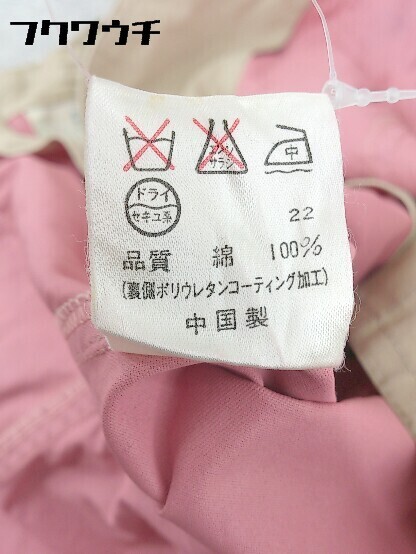 フクワウチ
エンソ
サラシ
中
ドライ
セキユ系
22
品質 綿 100%
(裏側ポリウレタンコーティング加工)
中国製